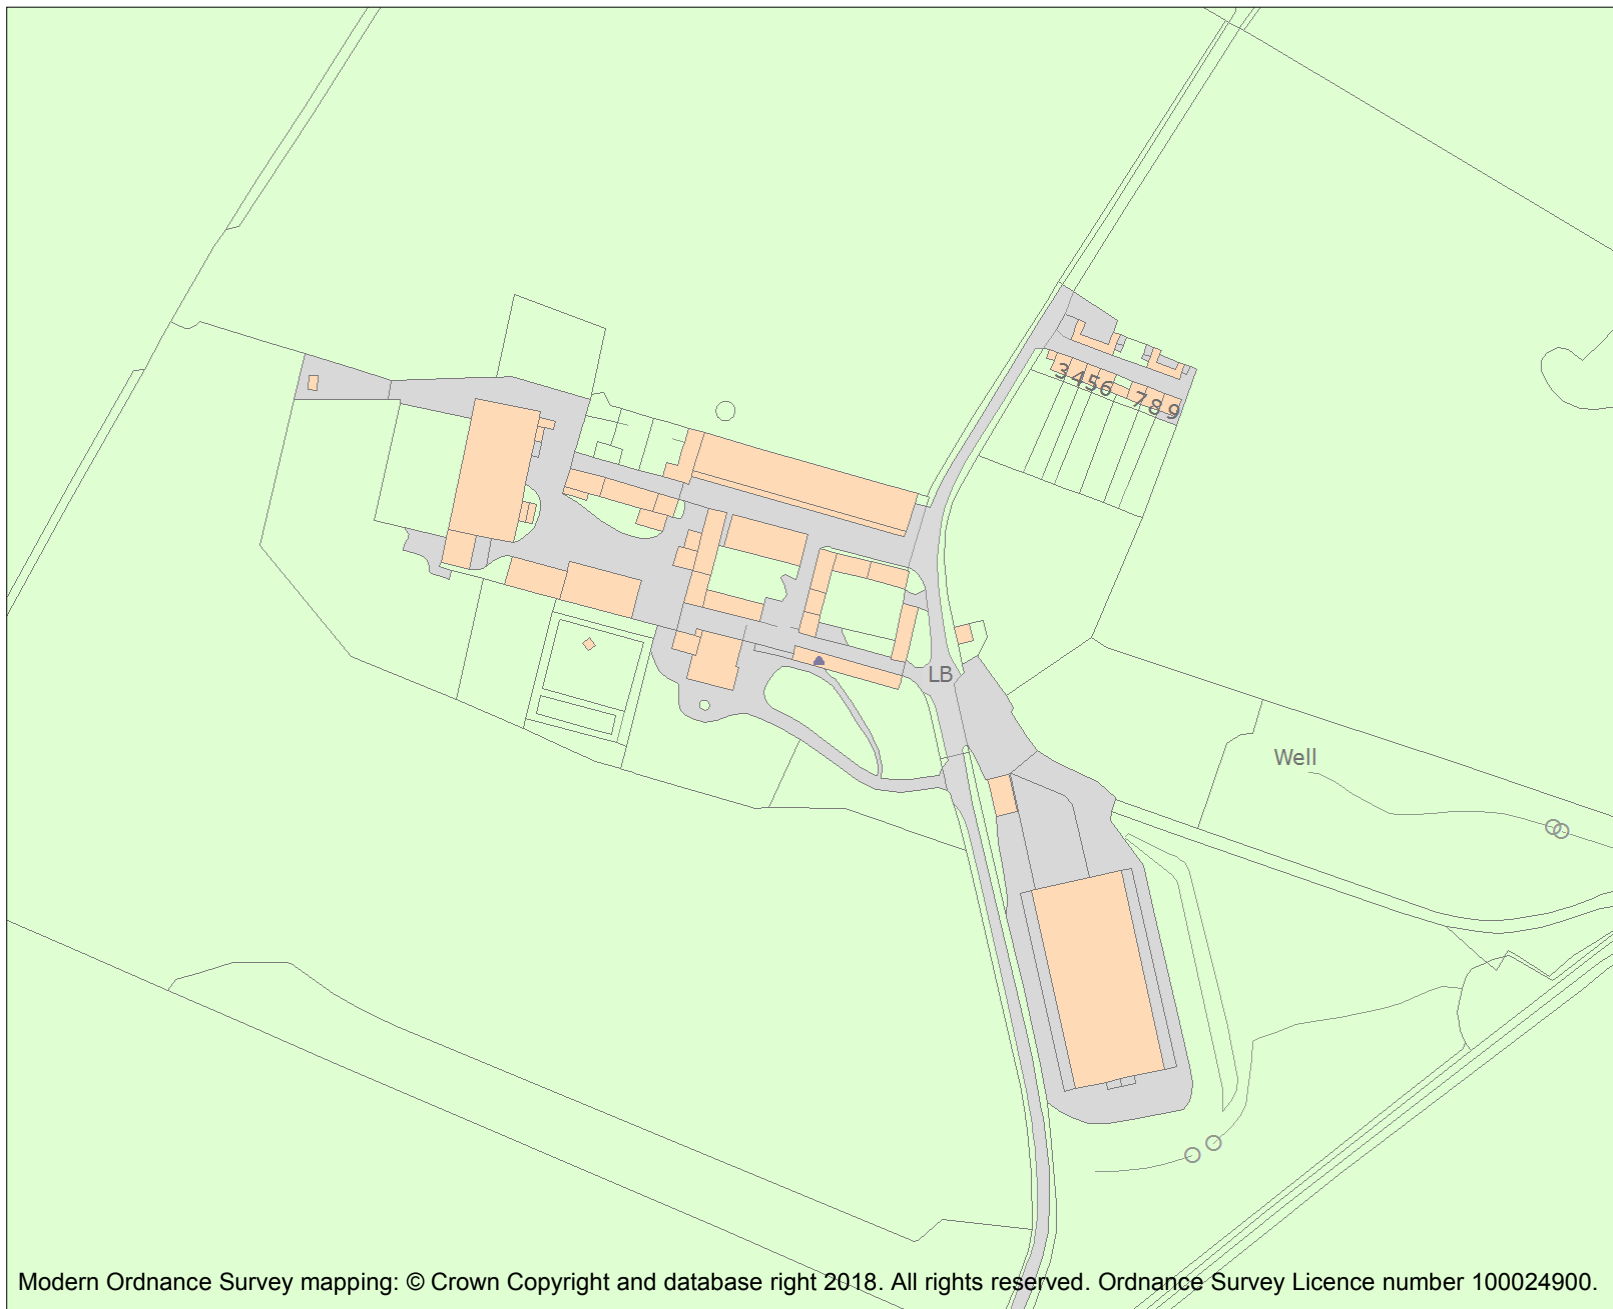 3 4 5 6
7 8 9
LB
Well
Modern Ordnance Survey mapping: © Crown Copyright and database right 2018. All rights reserved. Ordnance Survey Licence number 100024900.